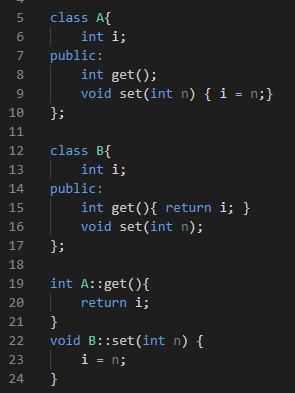 5 class A{
6     int i;
7 public:
8     int get();
9     void set(int n) { i = n;}
10 };
11
12 class B{
13     int i;
14 public:
15     int get(){ return i; }
16     void set(int n);
17 };
18
19 int A::get(){
20     return i;
21 }
22 void B::set(int n) {
23     i = n;
24 }